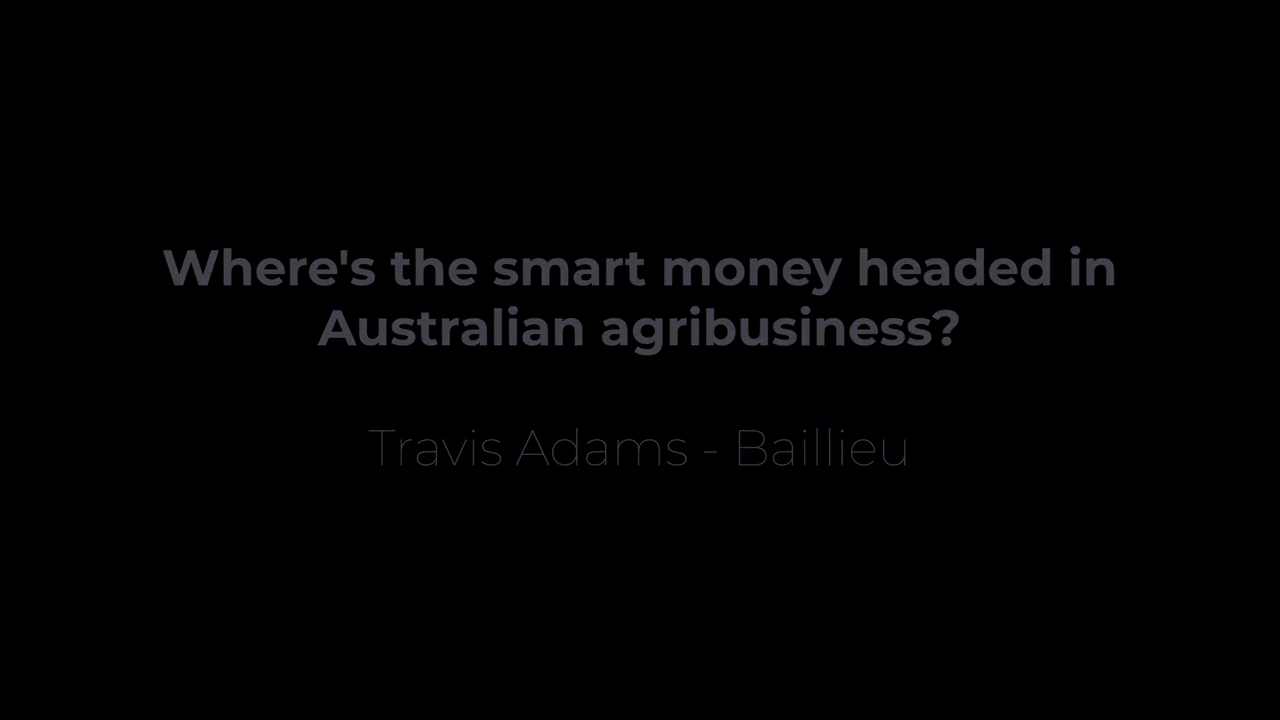 Where's the smart money headed in
Australian agribusiness?
Travis Adams - Baillieu